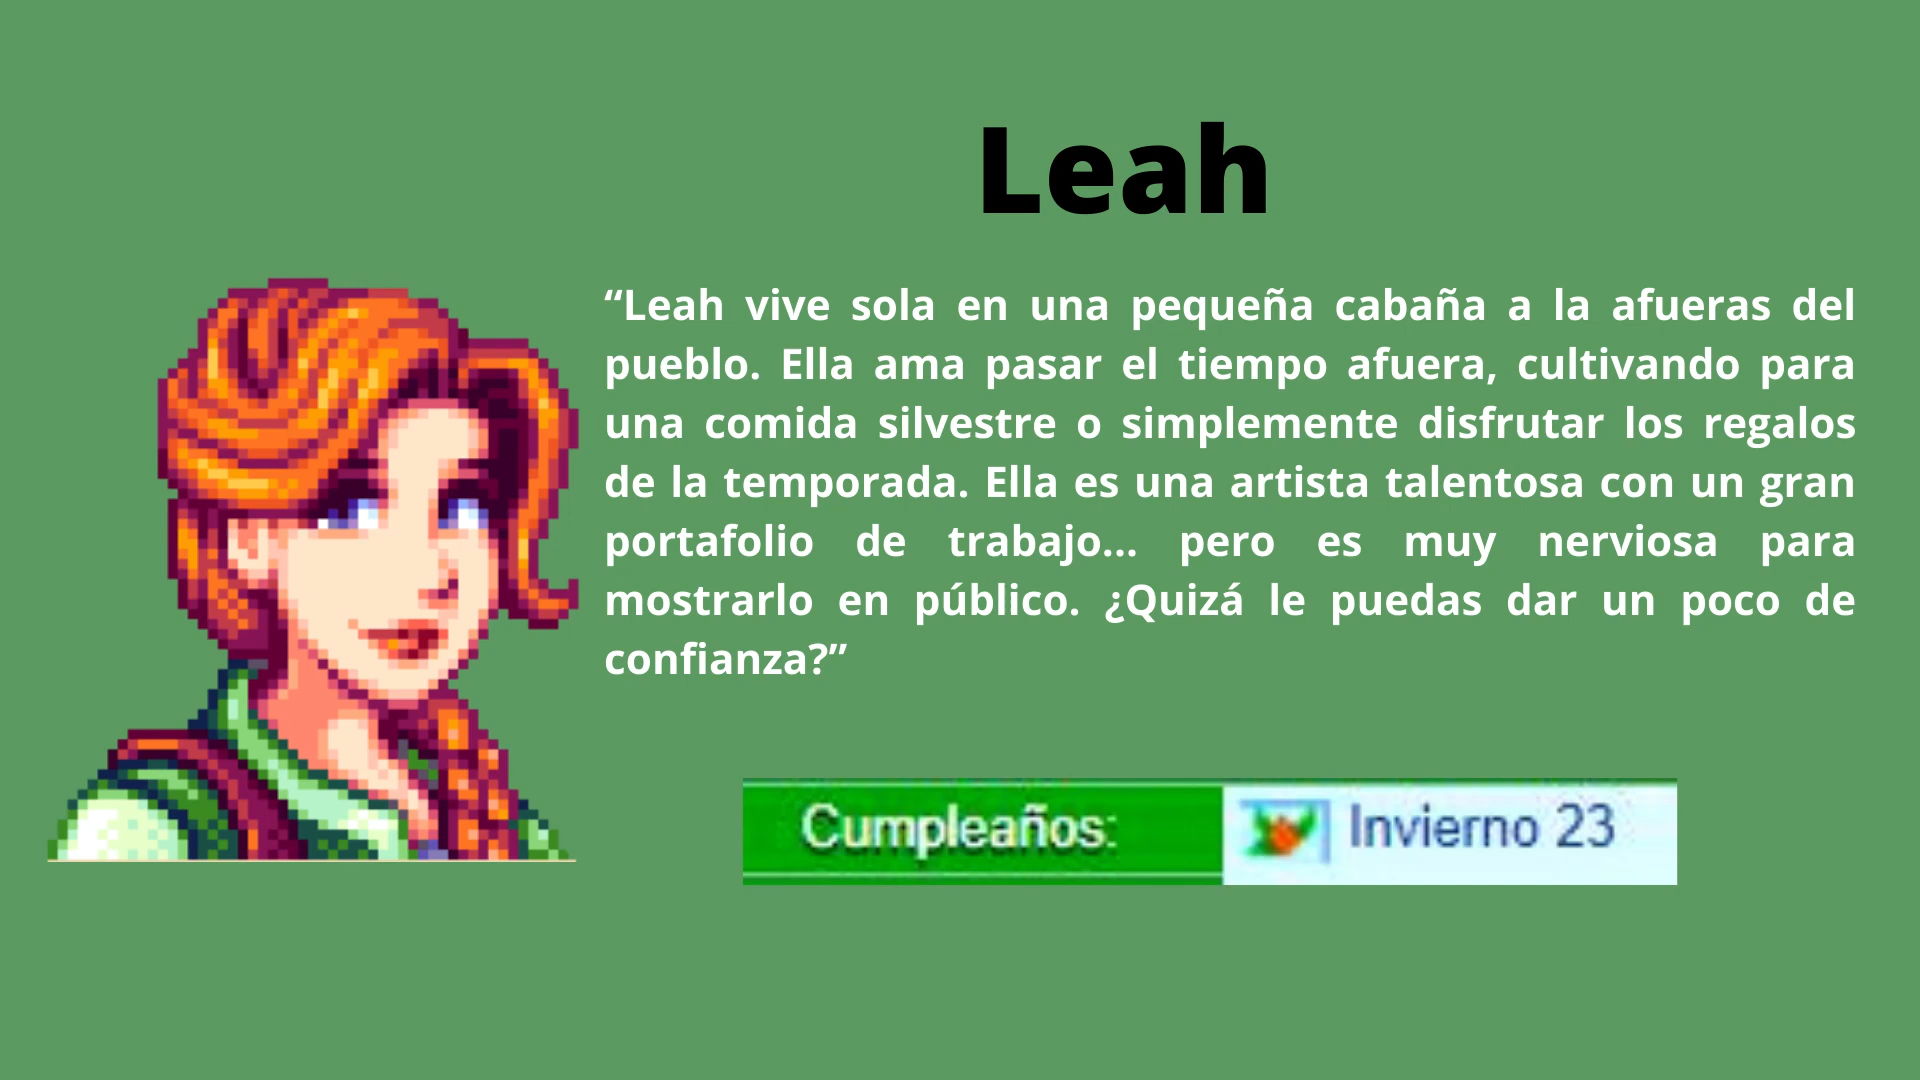 Leah
“Leah vive sola en una pequeña cabaña a la afueras del
pueblo. Ella ama pasar el tiempo afuera, cultivando para
una comida silvestre o simplemente disfrutar los regalos
de la temporada. Ella es una artista talentosa con un gran
portafolio de trabajo... pero es muy nerviosa para
mostrarlo en público. ¿Quizá le puedas dar un poco de
confianza?”
Cumpleaños: Invierno 23